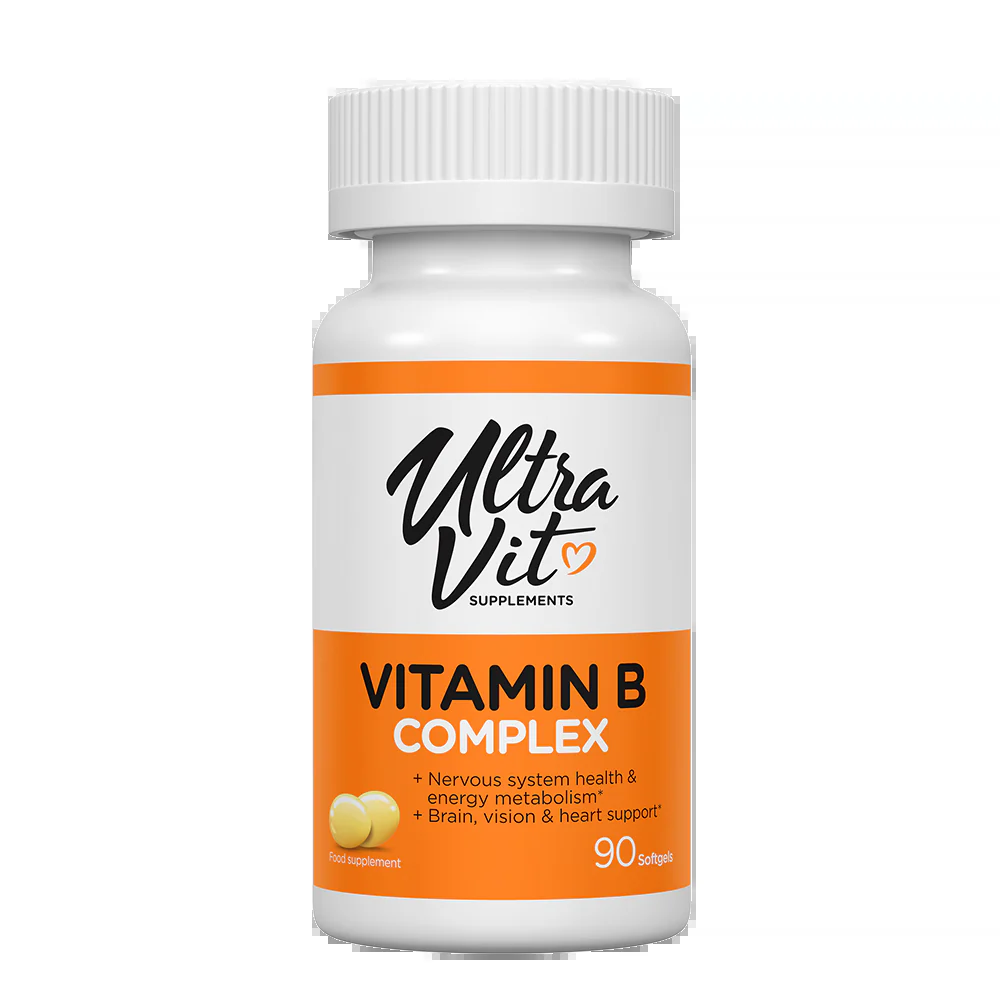 Ultra
Vit
SUPPLEMENTS
VITAMIN B
COMPLEX
+ Nervous system health &
energy metabolism*
+ Brain, vision & heart support*
Food supplement
90 Softgels